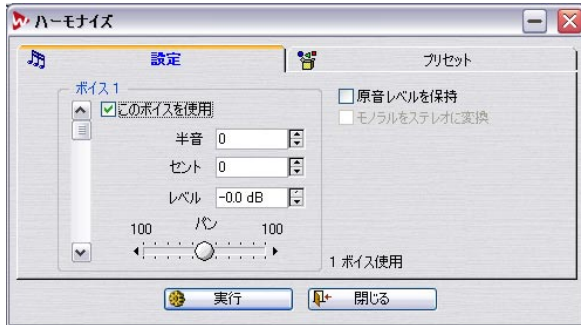 ハーモナイズ
設定
プリセット
ボイス 1
このボイスを使用
半音 0
セント 0
レベル -0.0 dB
パン
100 100
原音レベルを保持
モノラルをステレオに変換
1 ボイス使用
実行
閉じる